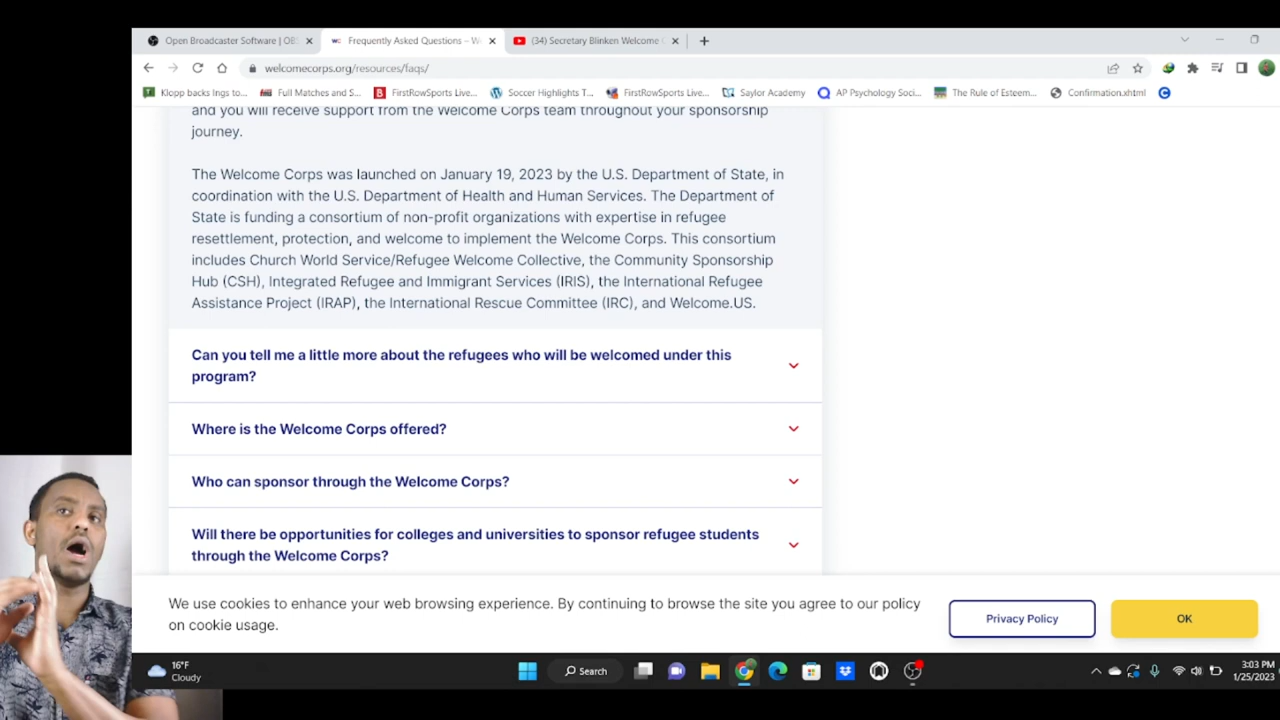 Open Broadcaster Software | OBS
Frequently Asked Questions – W
(34) Secretary Blinken Welcome
welcomecorps.org/resources/faqs/
Klopp backs Ings to...
Full Matches and S...
FirstRowSports Live...
Soccer Highlights T...
FirstRowSports Live...
Saylor Academy
AP Psychology Soci...
The Rule of Esteem...
Confirmation.xhtml
and you will receive support from the Welcome Corps team throughout your sponsorship
journey.
The Welcome Corps was launched on January 19, 2023 by the U.S. Department of State, in
coordination with the U.S. Department of Health and Human Services. The Department of
State is funding a consortium of non-profit organizations with expertise in refugee
resettlement, protection, and welcome to implement the Welcome Corps. This consortium
includes Church World Service/Refugee Welcome Collective, the Community Sponsorship
Hub (CSH), Integrated Refugee and Immigrant Services (IRIS), the International Refugee
Assistance Project (IRAP), the International Rescue Committee (IRC), and Welcome.US.
Can you tell me a little more about the refugees who will be welcomed under this
program?
Where is the Welcome Corps offered?
Who can sponsor through the Welcome Corps?
Will there be opportunities for colleges and universities to sponsor refugee students
through the Welcome Corps?
We use cookies to enhance your web browsing experience. By continuing to browse the site you agree to our policy
on cookie usage.
Privacy Policy
OK
16°F
Cloudy
Search
3:03 PM
1/25/2023